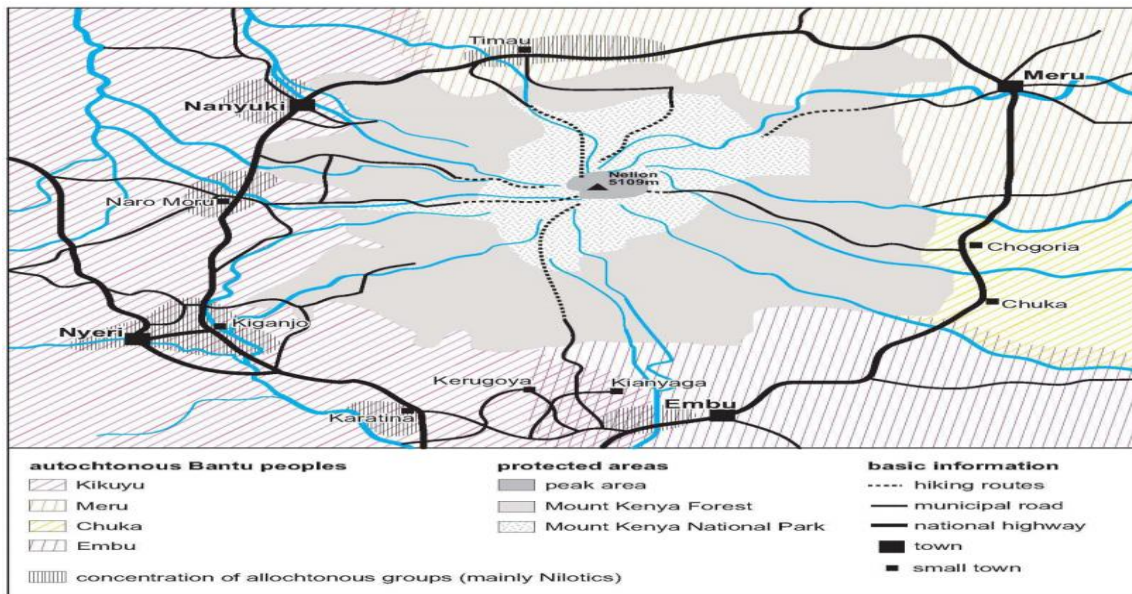 Timau
Meru
Nanyuki
Nelion
5109m
Naro Moru
Chogoria
Chuka
Kiganjo
Nyeri
Kerugoya
Kianyaga
Embu
Karatina
autochtonous Bantu peoples
Kikuyu
Meru
Chuka
Embu
concentration of allochtonous groups (mainly Nilotics)
protected areas
peak area
Mount Kenya Forest
Mount Kenya National Park
basic information
hiking routes
municipal road
national highway
town
small town